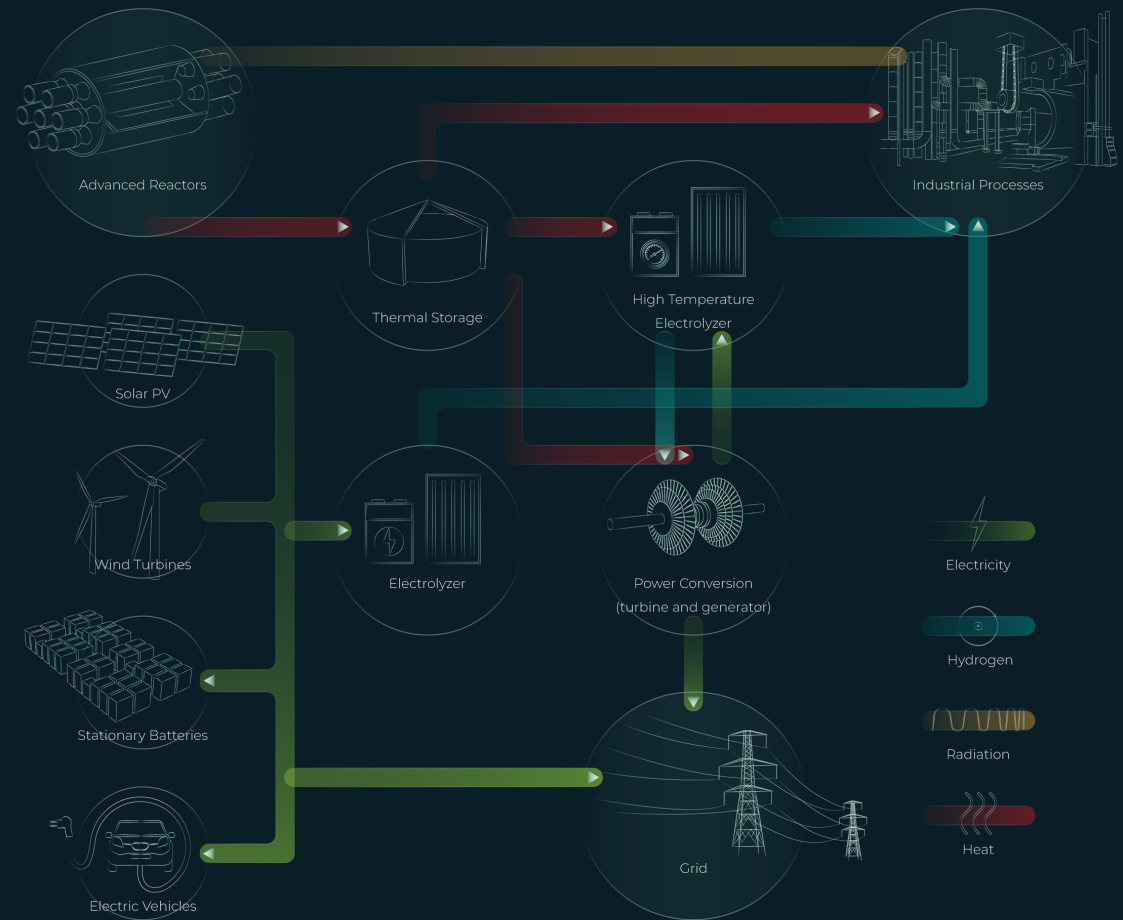 Advanced Reactors
Industrial Processes
Thermal Storage
High Temperature
Electrolyzer
Solar PV
Wind Turbines
Electrolyzer
Power Conversion
(turbine and generator)
Electricity
Hydrogen
Stationary Batteries
Radiation
Heat
Grid
Electric Vehicles